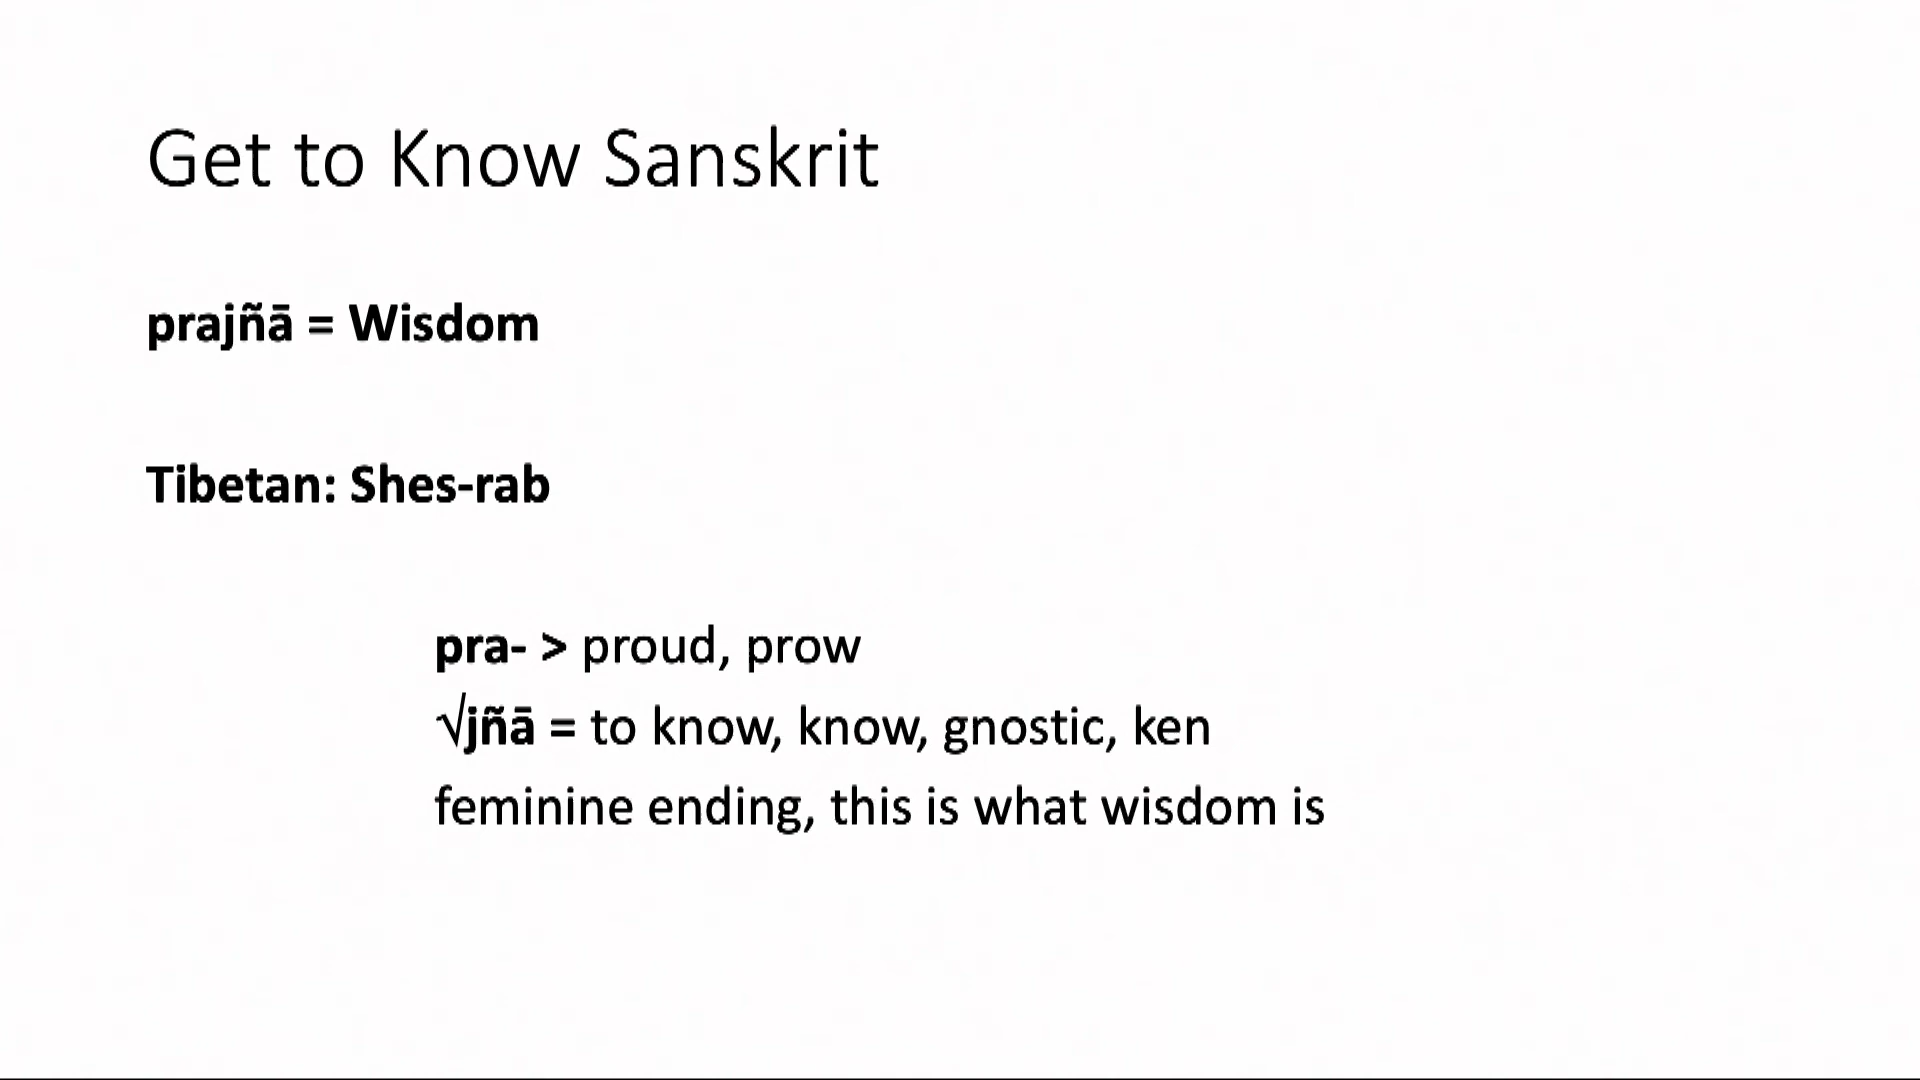 Get to Know Sanskrit
prajñā = Wisdom
Tibetan: Shes-rab
pra- > proud, prow
√jñā = to know, know, gnostic, ken
feminine ending, this is what wisdom is